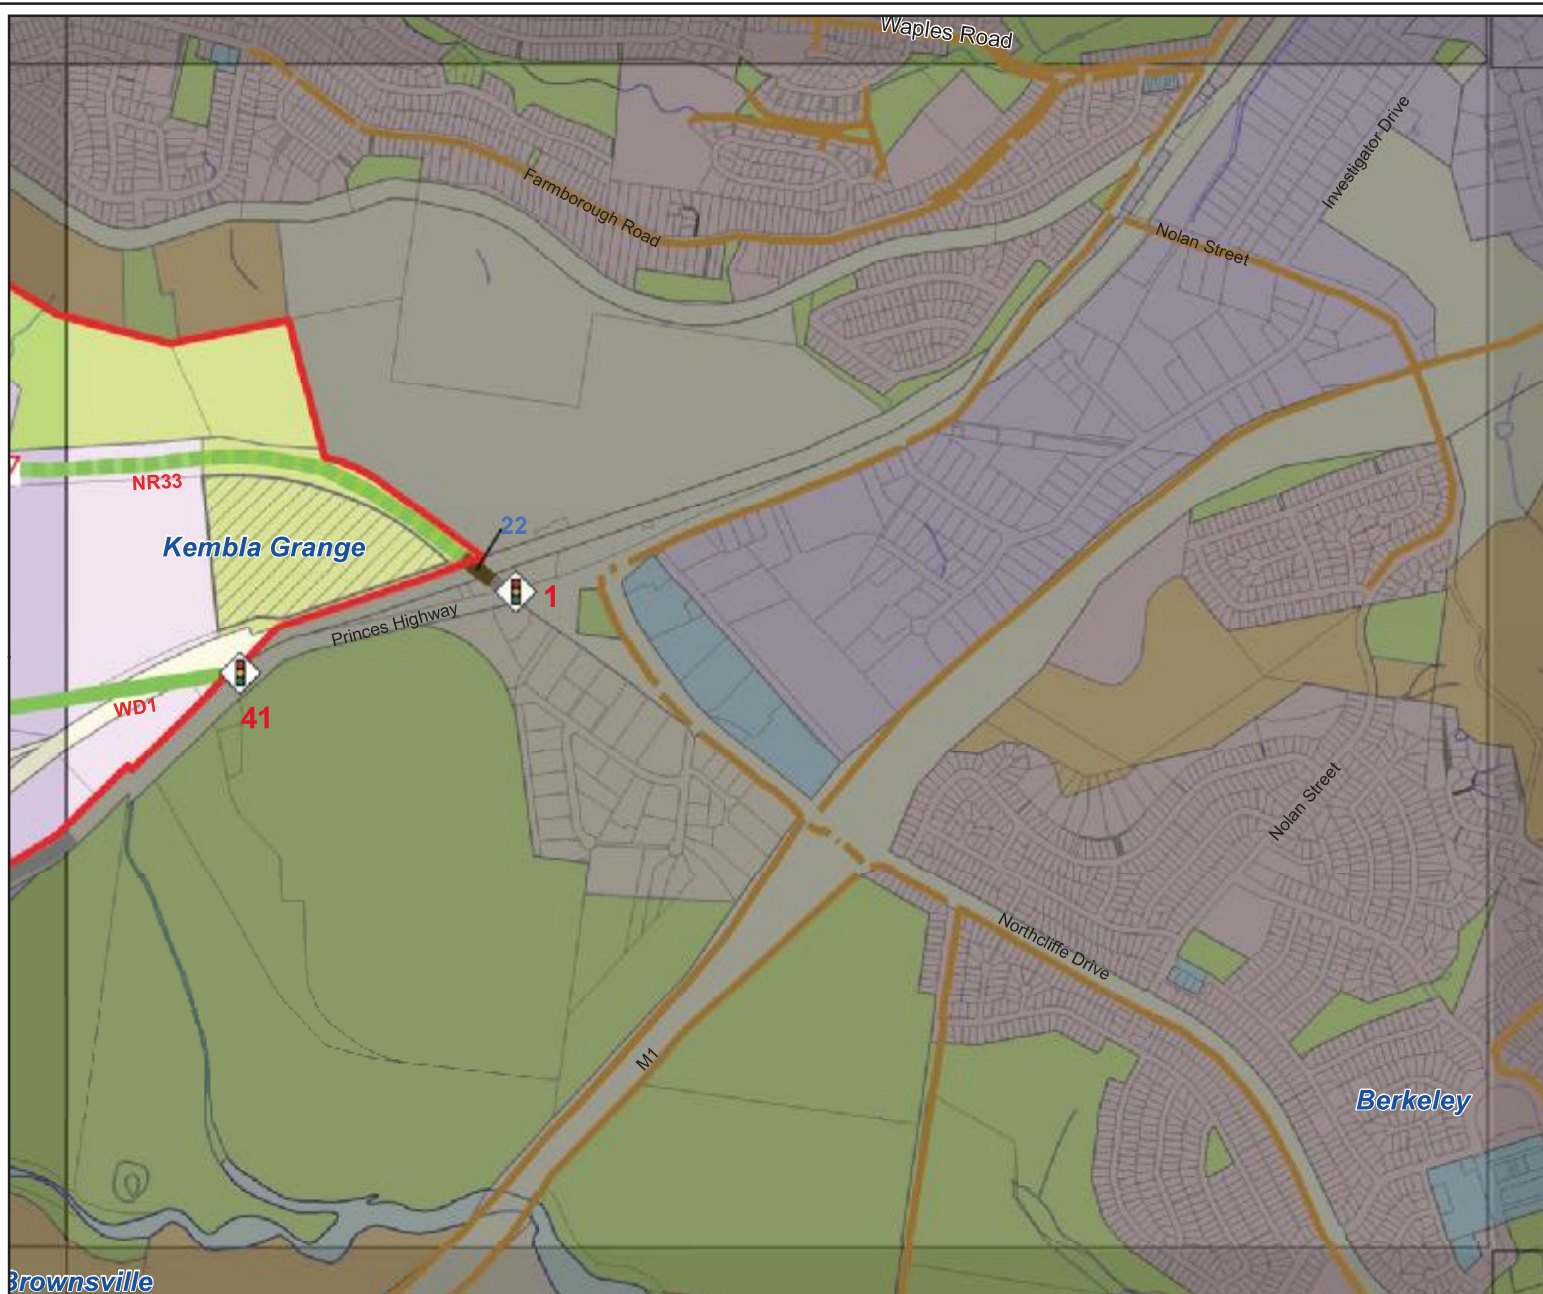 Waples Road
Investigator Drive
Farmborough Road
Nolan Street
7
NR33
22
Kembla Grange
1
Princes Highway
WD1
41
Nolan Street
Northcliffe Drive
M1
Berkeley
Brownsville